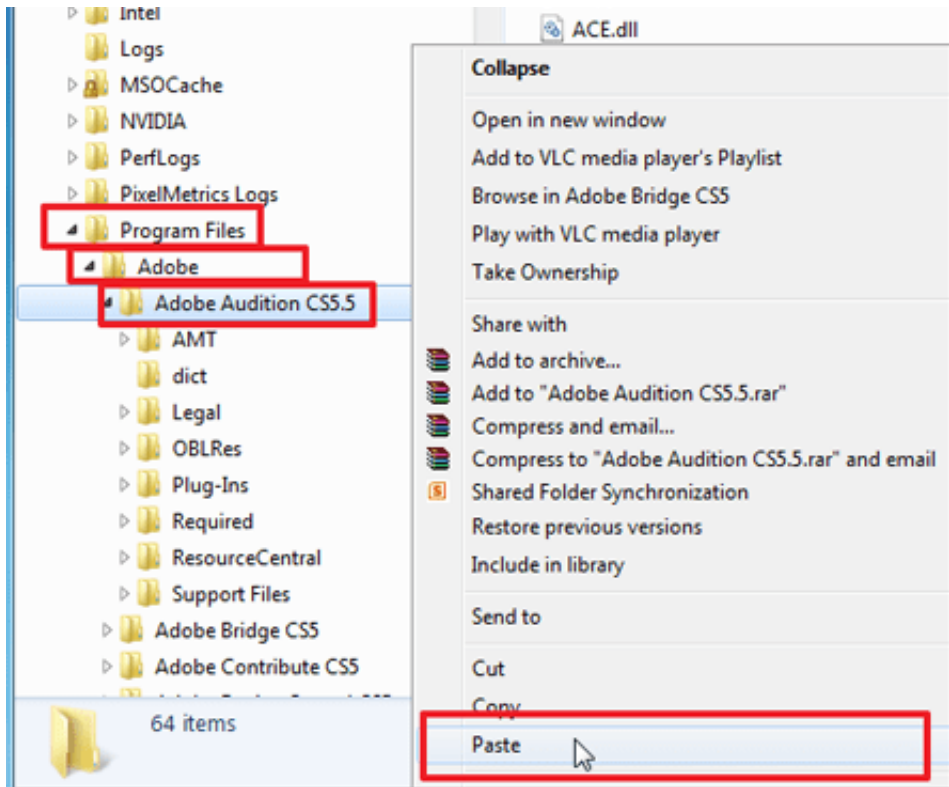 Intel
Logs
MSOCache
NVIDIA
PerfLogs
PixelMetrics Logs
Program Files
Adobe
Adobe Audition CS5.5
AMT
dict
Legal
OBLRes
Plug-Ins
Required
ResourceCentral
Support Files
Adobe Bridge CS5
Adobe Contribute CS5
64 items
ACE.dll
Collapse
Open in new window
Add to VLC media player's Playlist
Browse in Adobe Bridge CS5
Play with VLC media player
Take Ownership
Share with
Add to archive...
Add to "Adobe Audition CS5.5.rar"
Compress and email...
Compress to "Adobe Audition CS5.5.rar" and email
Shared Folder Synchronization
Restore previous versions
Include in library
Send to
Cut
Copy
Paste